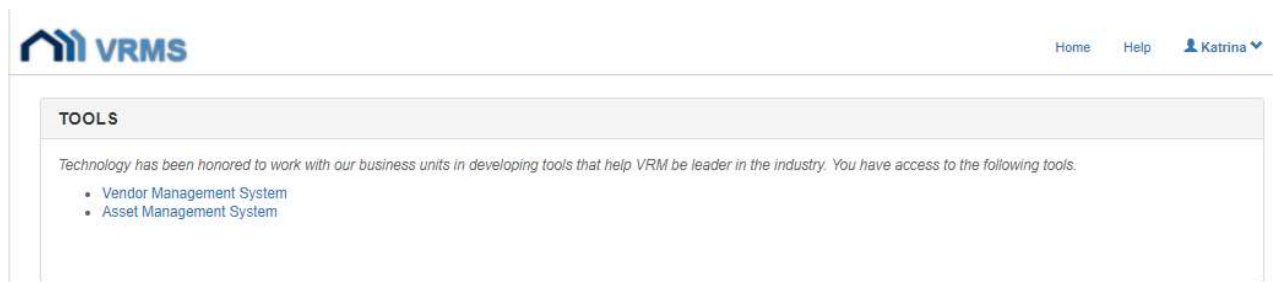 VRMS
Home Help Katrina
TOOLS
Technology has been honored to work with our business units in developing tools that help VRM be leader in the industry. You have access to the following tools.
• Vendor Management System
• Asset Management System